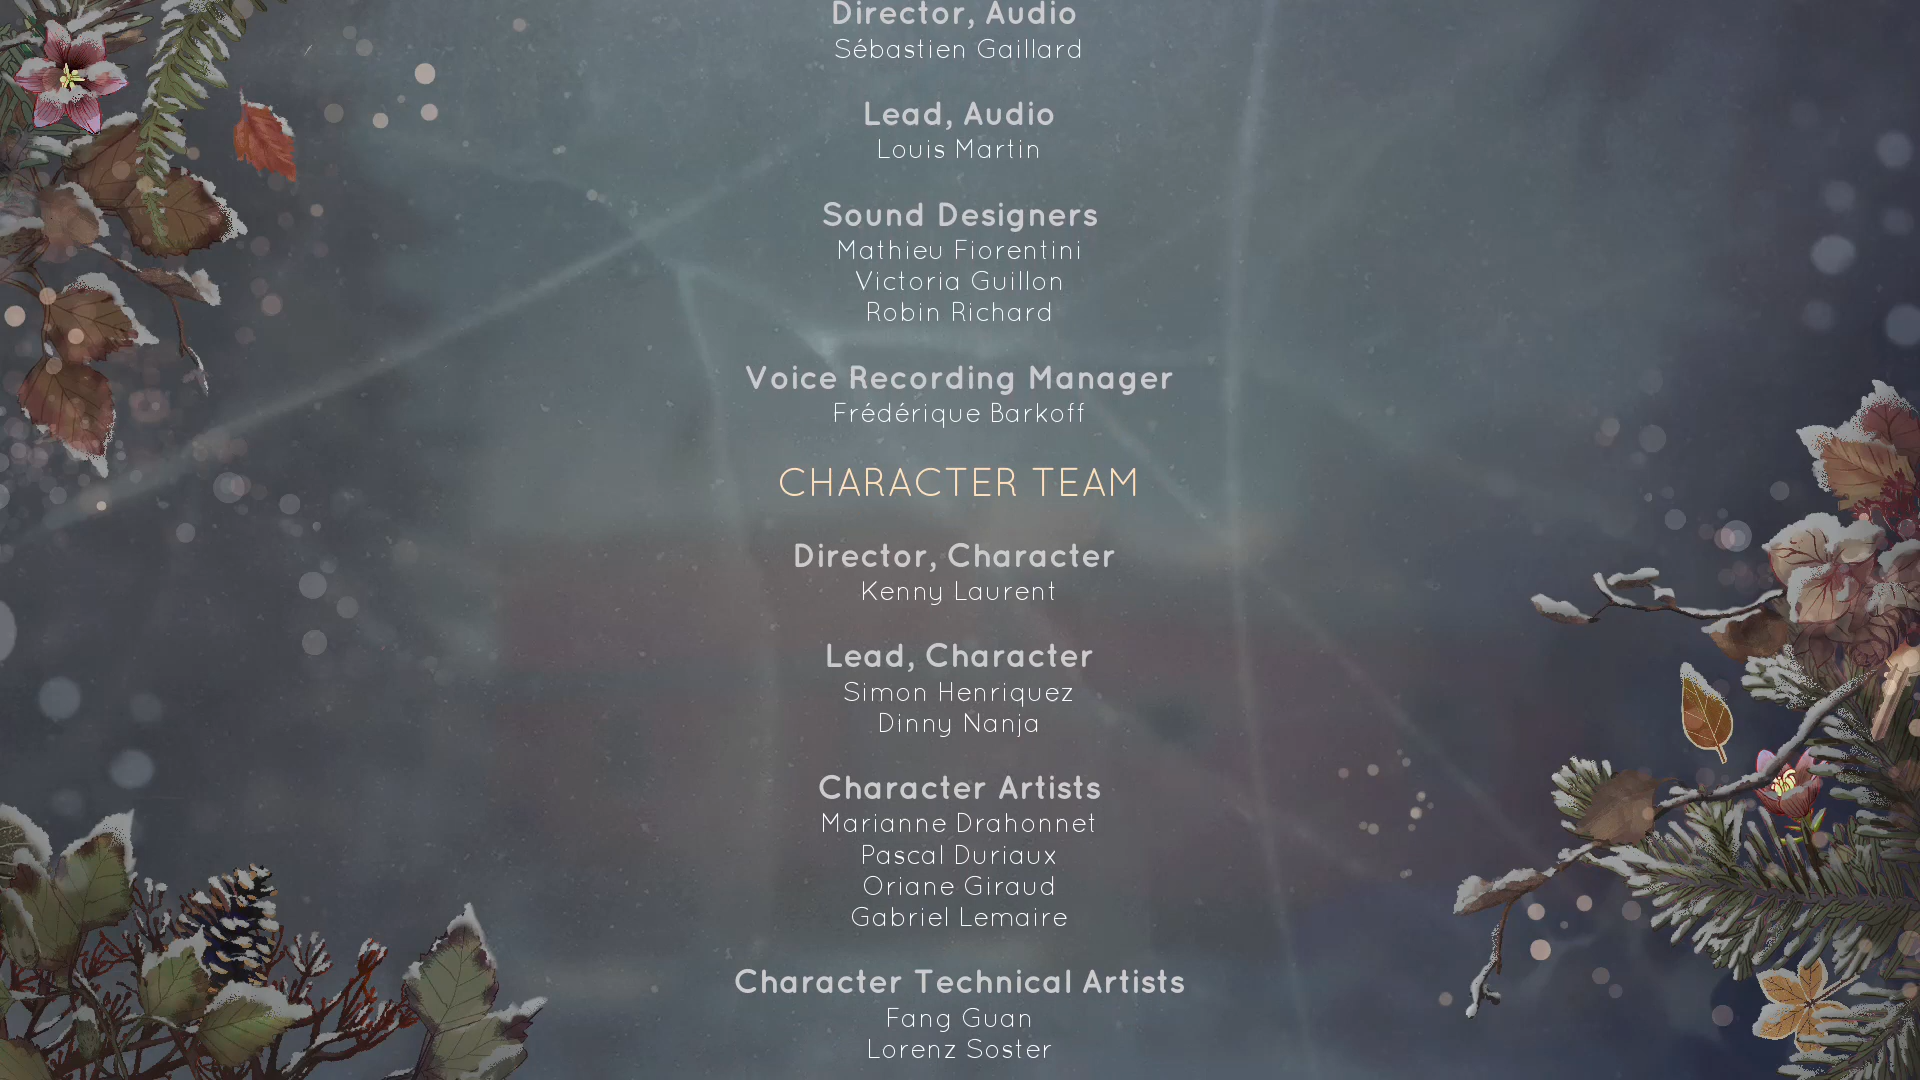 Director, Audio
Sébastien Gaillard
Lead, Audio
Louis Martin
Sound Designers
Mathieu Fiorentini
Victoria Guillon
Robin Richard
Voice Recording Manager
Frédérique Barkoff
CHARACTER TEAM
Director, Character
Kenny Laurent
Lead, Character
Simon Henriquez
Dinny Nanja
Character Artists
Marianne Drahonnet
Pascal Duriaux
Oriane Giraud
Gabriel Lemaire
Character Technical Artists
Fang Guan
Lorenz Soster